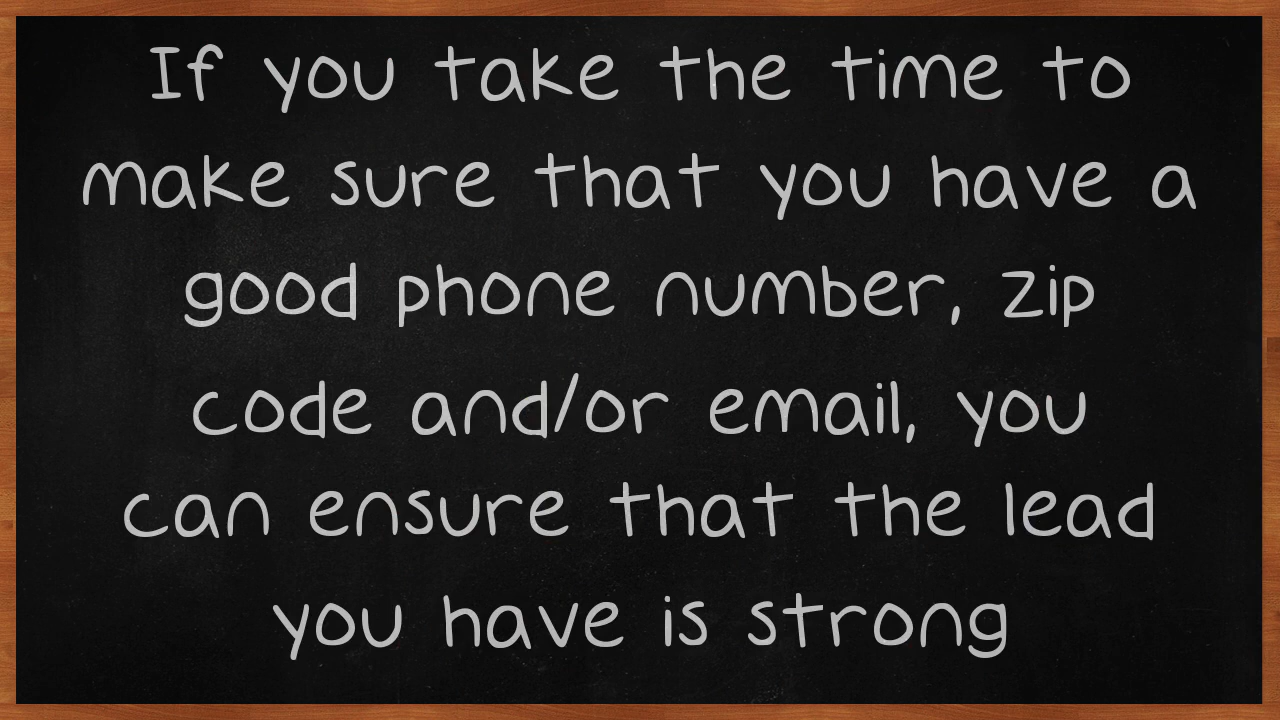 If you take the time to
make sure that you have a
good phone number, zip
code and/or email, you
can ensure that the lead
you have is strong